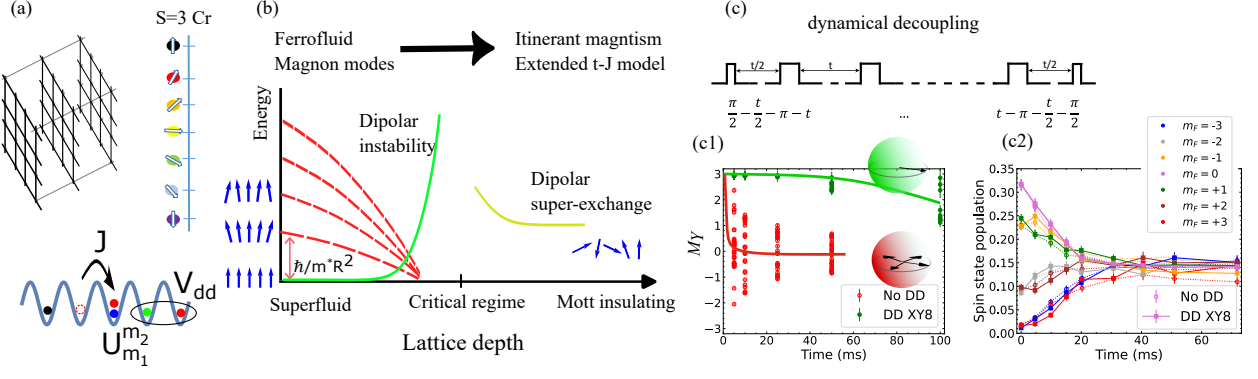 (a)
S=3 Cr
J
V_dd
U_{m_1}^{m_2}
(b)
Ferrofluid
Magnon modes
Itinerant magntism
Extended t-J model
Energy
Dipolar
instability
Dipolar
super-exchange
ħ/m*R²
Superfluid
Critical regime
Mott insulating
Lattice depth
(c)
dynamical decoupling
t/2
t
t/2
π/2 − t/2 − π − t
...
t − π − t/2 − π/2
(c1)
M_Y
3
2
1
0
−1
−2
−3
No DD
DD XY8
0
20
40
60
80
100
Time (ms)
(c2)
m_F = -3
m_F = -2
m_F = -1
m_F = 0
m_F = +1
m_F = +2
m_F = +3
Spin state population
0.35
0.30
0.25
0.20
0.15
0.10
0.05
0.00
No DD
DD XY8
0
10
20
30
40
50
60
70
Time (ms)